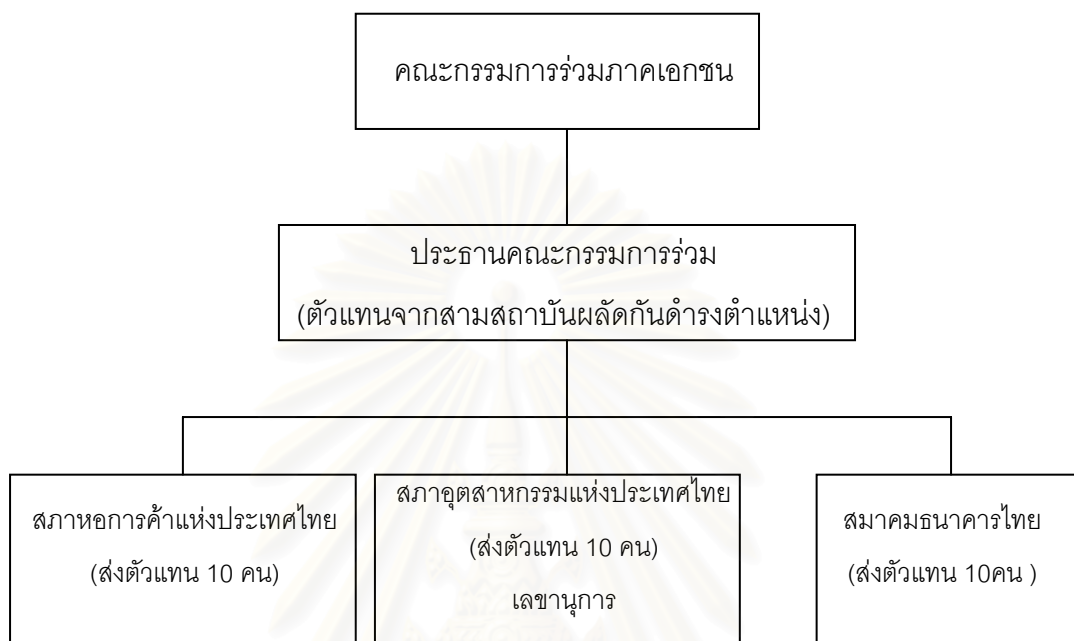 คณะกรรมการร่วมภาคเอกชน
ประธานคณะกรรมการร่วม
(ตัวแทนจากสามสถาบันผลัดกันดำรงตำแหน่ง)
สภาหอการค้าแห่งประเทศไทย
(ส่งตัวแทน 10 คน)
สภาอุตสาหกรรมแห่งประเทศไทย
(ส่งตัวแทน 10 คน)
เลขานุการ
สมาคมธนาคารไทย
(ส่งตัวแทน 10คน )